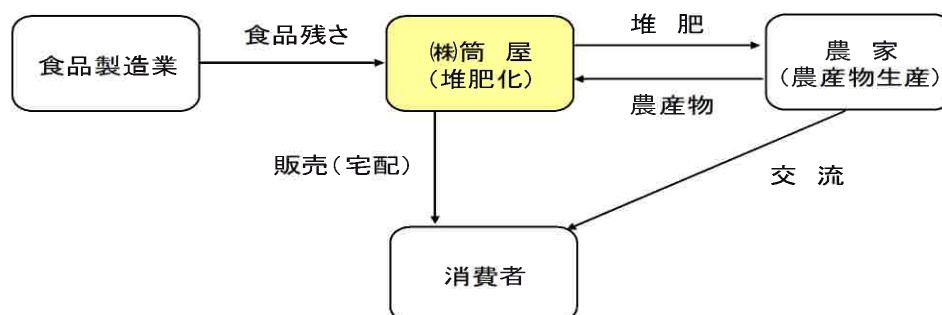 食品残さ
堆 肥
食品製造業
㈱筒 屋
(堆肥化)
農 家
(農産物生産)
農産物
販売(宅配)
交 流
消費者